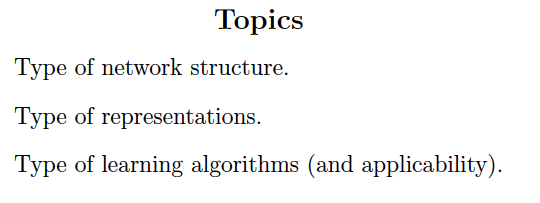 Topics
Type of network structure.
Type of representations.
Type of learning algorithms (and applicability).